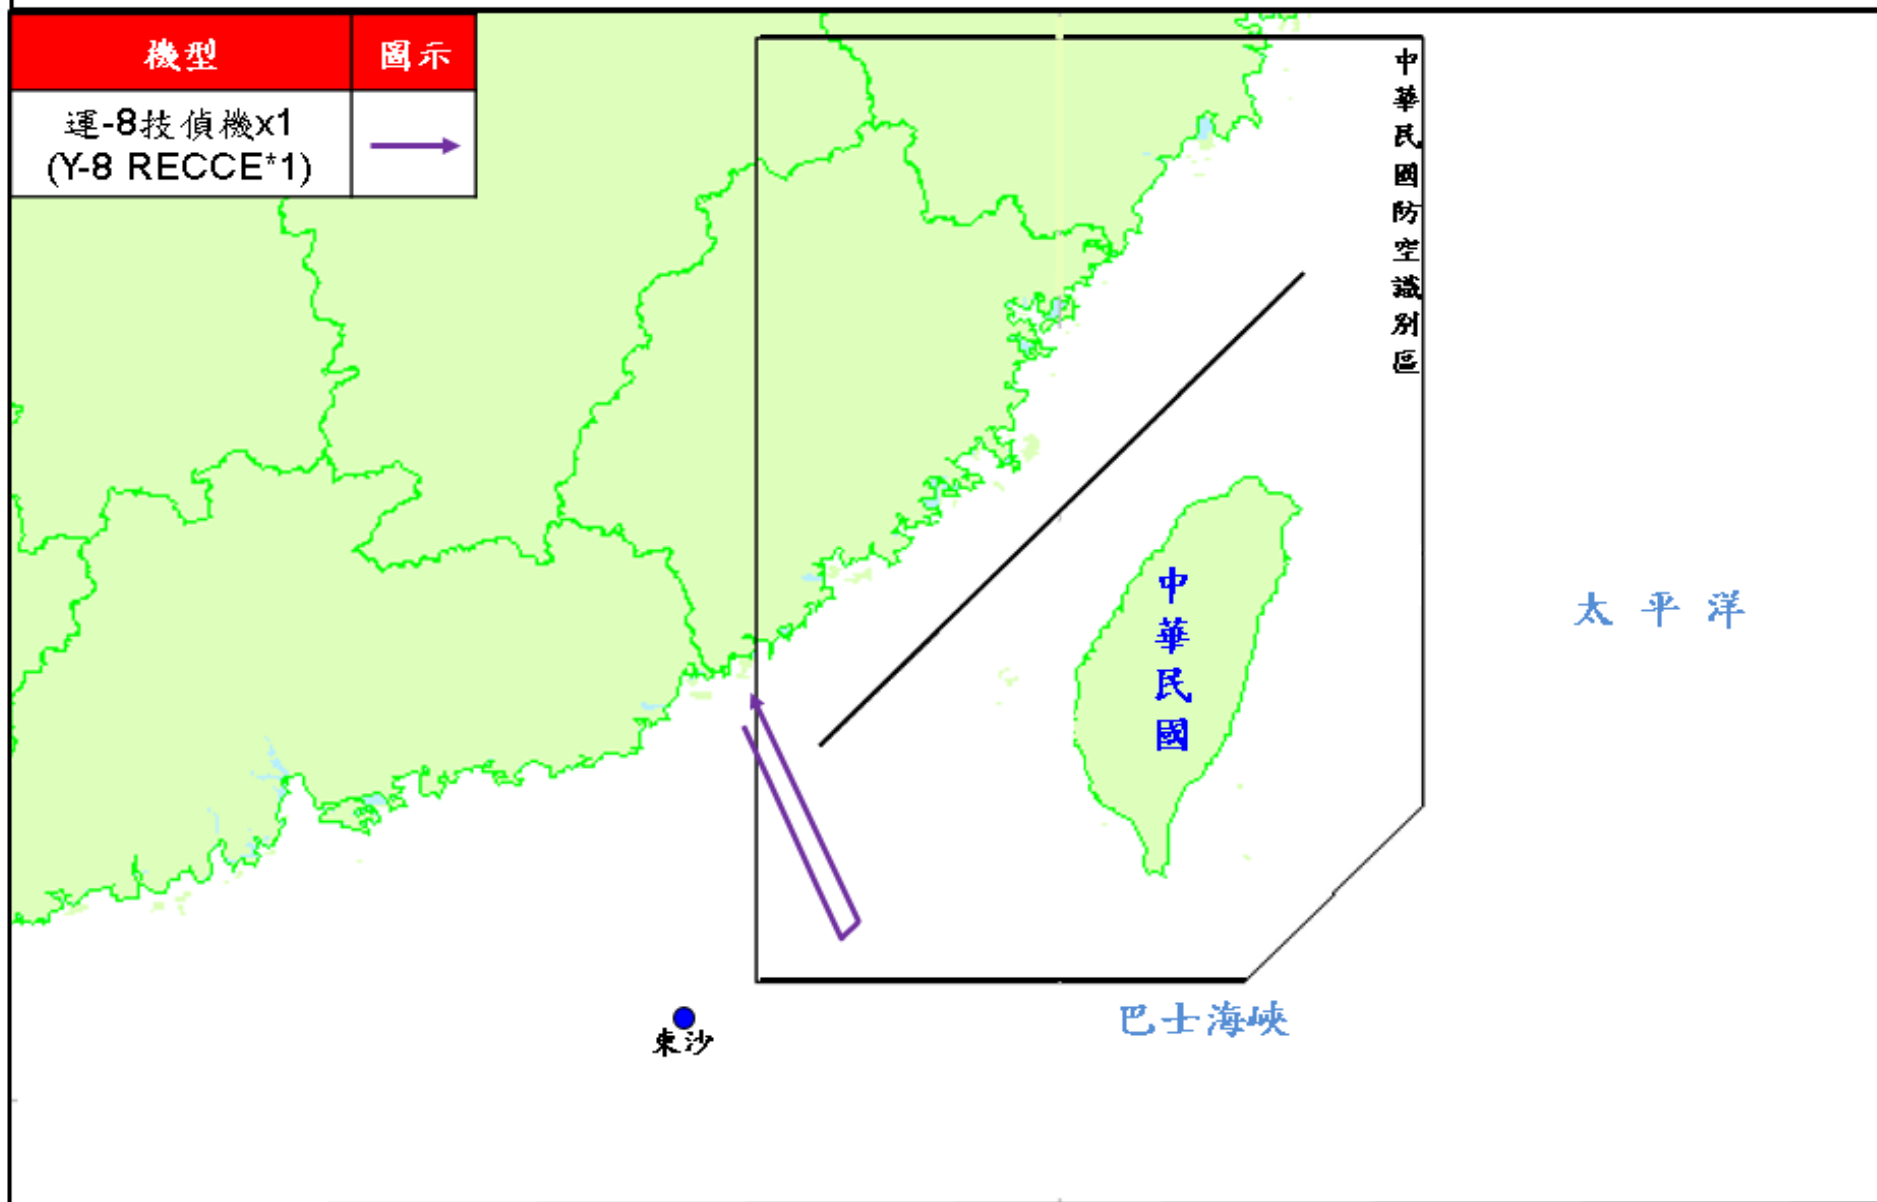 機型 圖示
運-8技偵機x1
(Y-8 RECCE*1)
中華民國防空識別區
中華民國
太平洋
巴士海峽
東沙